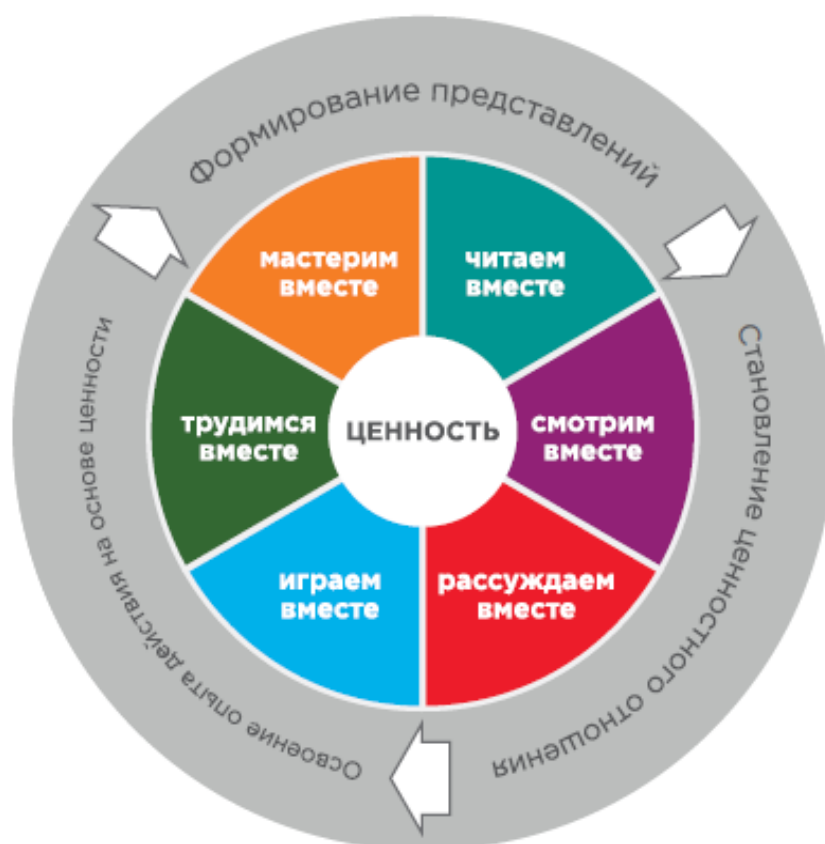 Формирование представлений
Становление ценностного отношения
Освоение опыта действия на основе ценности
мастерим
вместе
читаем
вместе
трудимся
вместе
ЦЕННОСТЬ
смотрим
вместе
играем
вместе
рассуждаем
вместе